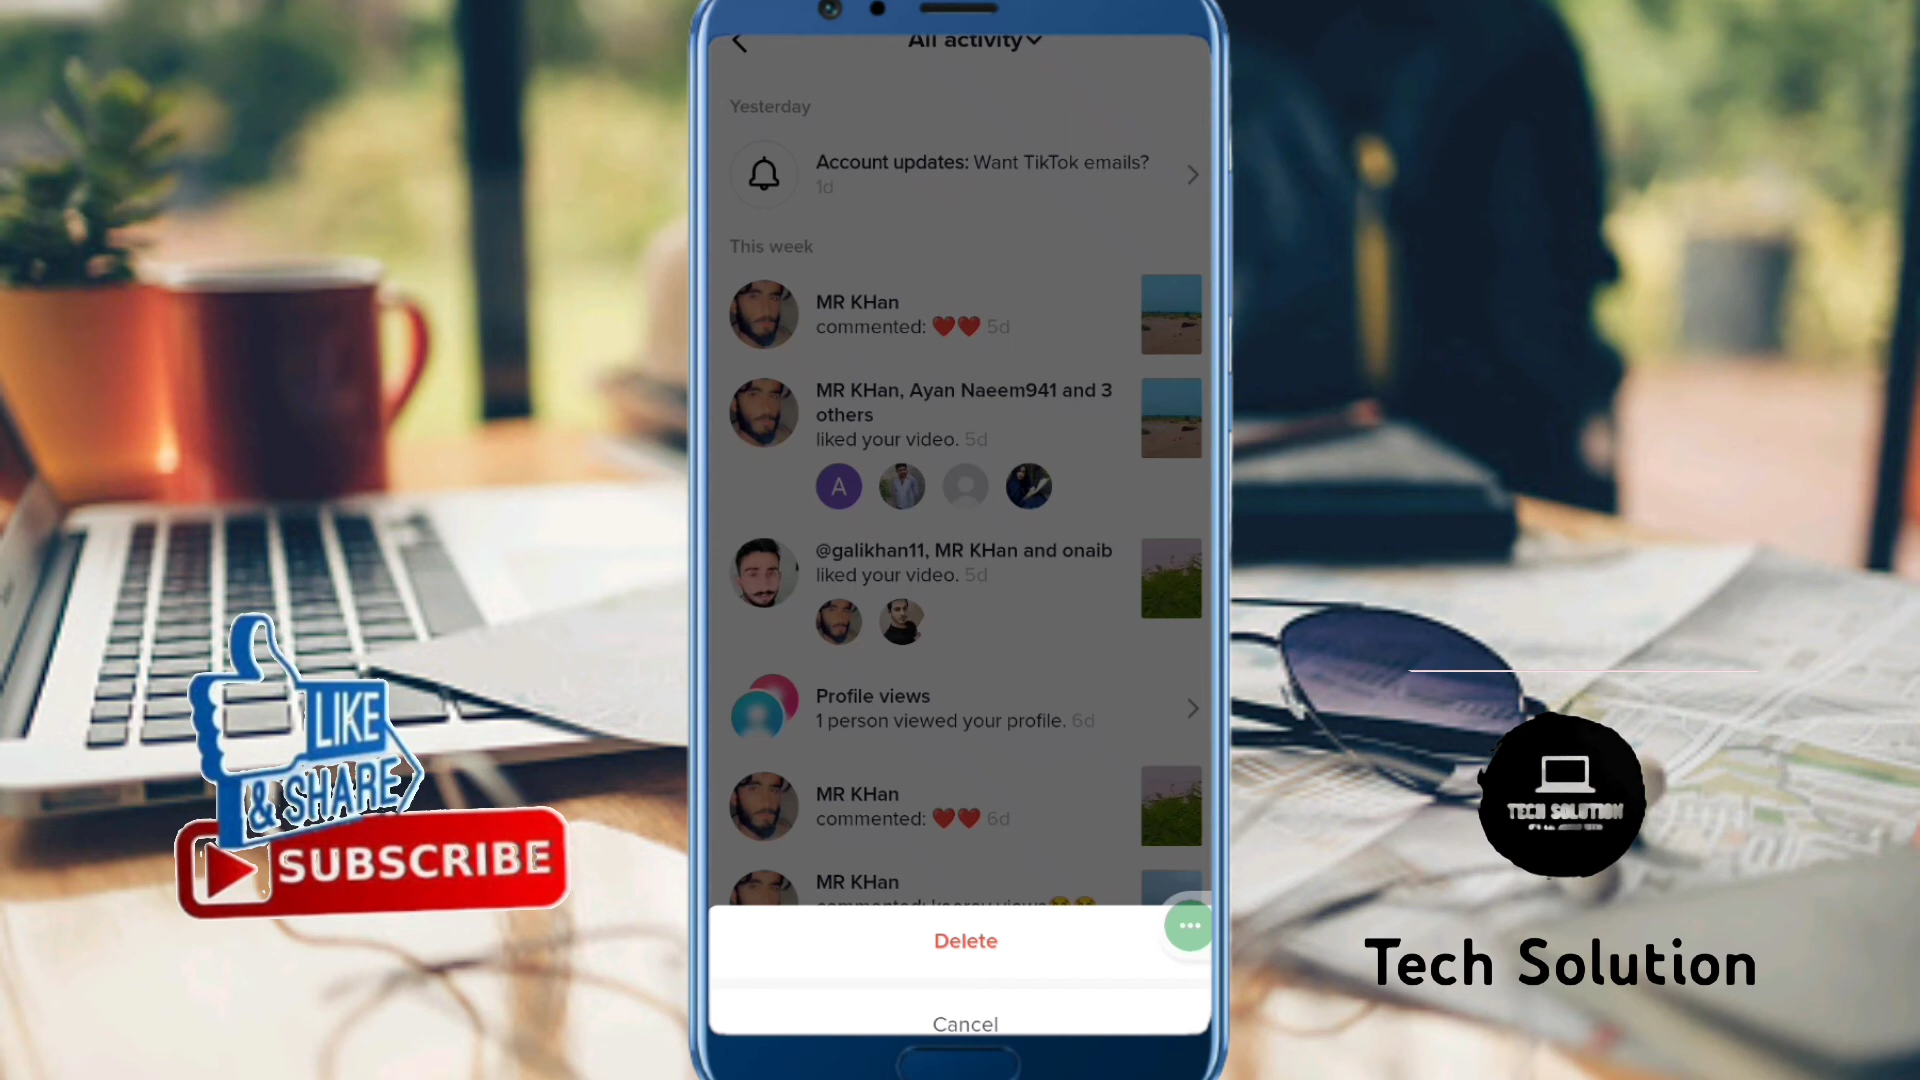 All activity
Yesterday
Account updates: Want TikTok emails?
1d
This week
MR KHan
commented: ❤️❤️ 5d
MR KHan, Ayan Naeem941 and 3
others
liked your video. 5d
A
@galikhan11, MR KHan and onaib
liked your video. 5d
Profile views
1 person viewed your profile. 6d
MR KHan
commented: ❤️❤️ 6d
MR KHan
Delete
Cancel
LIKE
& SHARE
SUBSCRIBE
TECH SOLUTION
Tech Solution